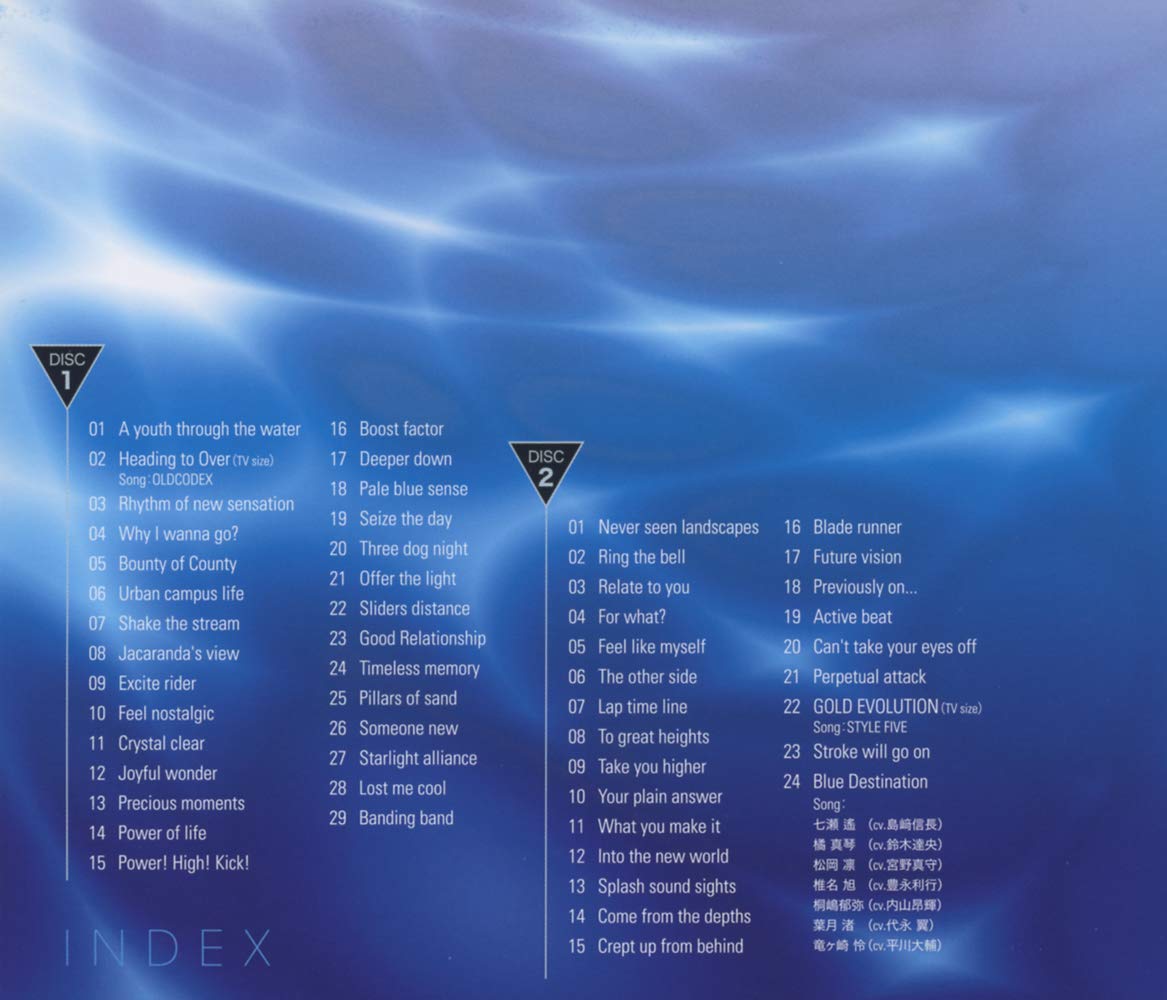 DISC
1
01 A youth through the water
02 Heading to Over (TV size)
Song:OLDCODEX
03 Rhythm of new sensation
04 Why I wanna go?
05 Bounty of County
06 Urban campus life
07 Shake the stream
08 Jacaranda's view
09 Excite rider
10 Feel nostalgic
11 Crystal clear
12 Joyful wonder
13 Precious moments
14 Power of life
15 Power! High! Kick!
16 Boost factor
17 Deeper down
18 Pale blue sense
19 Seize the day
20 Three dog night
21 Offer the light
22 Sliders distance
23 Good Relationship
24 Timeless memory
25 Pillars of sand
26 Someone new
27 Starlight alliance
28 Lost me cool
29 Banding band
DISC
2
01 Never seen landscapes
02 Ring the bell
03 Relate to you
04 For what?
05 Feel like myself
06 The other side
07 Lap time line
08 To great heights
09 Take you higher
10 Your plain answer
11 What you make it
12 Into the new world
13 Splash sound sights
14 Come from the depths
15 Crept up from behind
16 Blade runner
17 Future vision
18 Previously on...
19 Active beat
20 Can't take your eyes off
21 Perpetual attack
22 GOLD EVOLUTION (TV size)
Song:STYLE FIVE
23 Stroke will go on
24 Blue Destination
Song:
七瀬 遙 (cv.島﨑信長)
橘 真琴 (cv.鈴木達央)
松岡 凛 (cv.宮野真守)
椎名 旭 (cv.豊永利行)
桐嶋郁弥 (cv.内山昂輝)
葉月 渚 (cv.代永 翼)
竜ヶ崎 怜 (cv.平川大輔)
INDEX